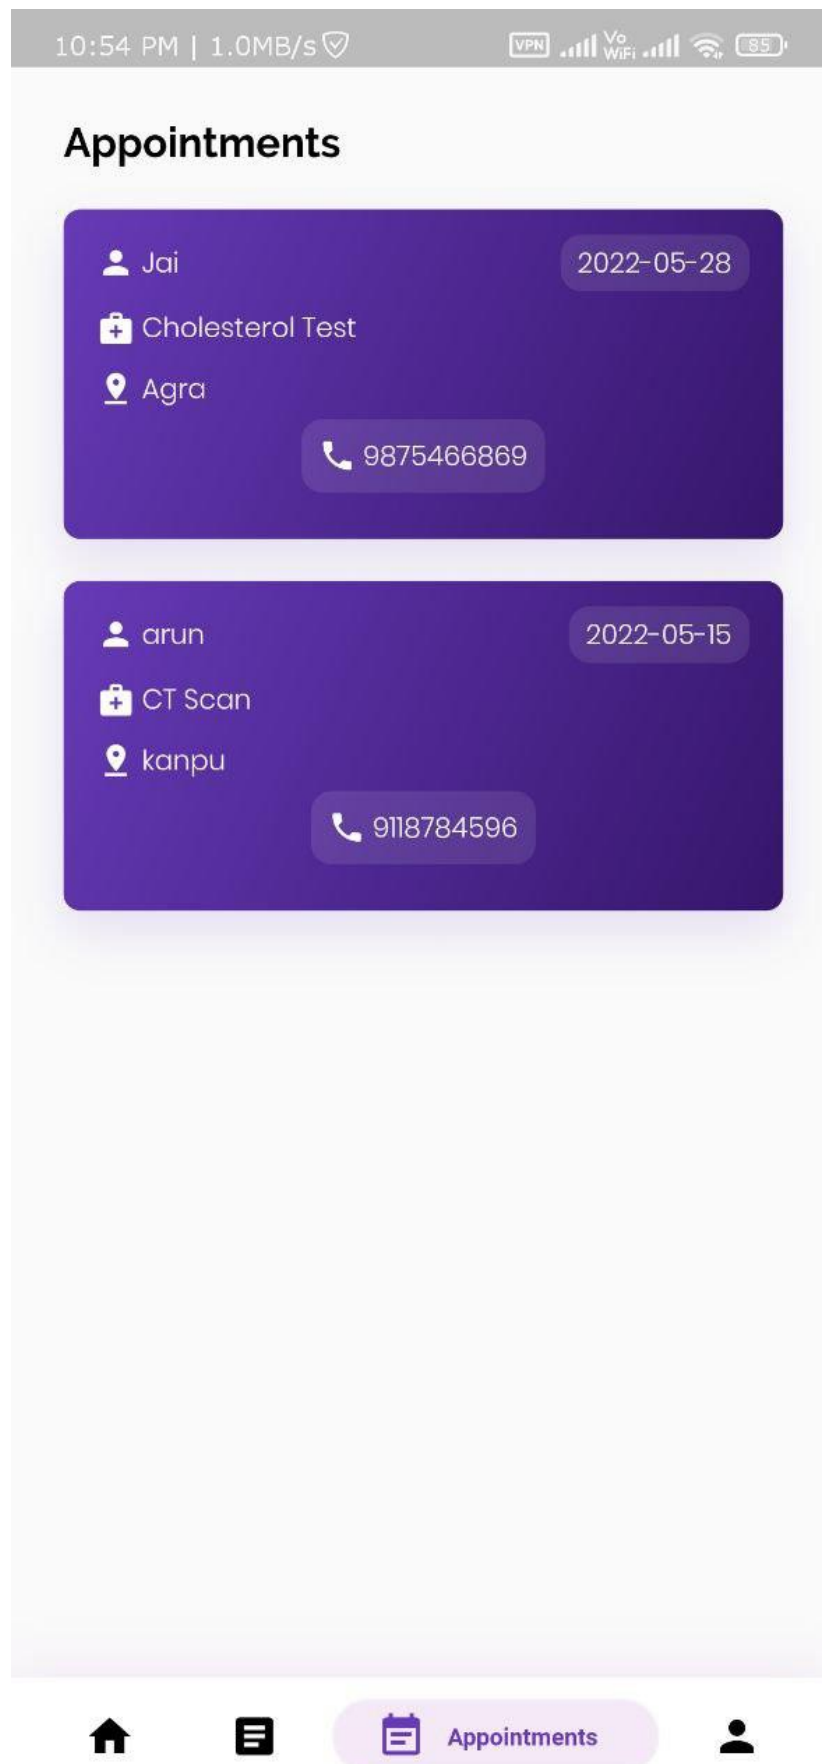 10:54 PM | 1.0MB/s VPN Vo WiFi 85
Appointments
Jai 2022-05-28
Cholesterol Test
Agra
9875466869
arun 2022-05-15
CT Scan
kanpu
9118784596
Appointments